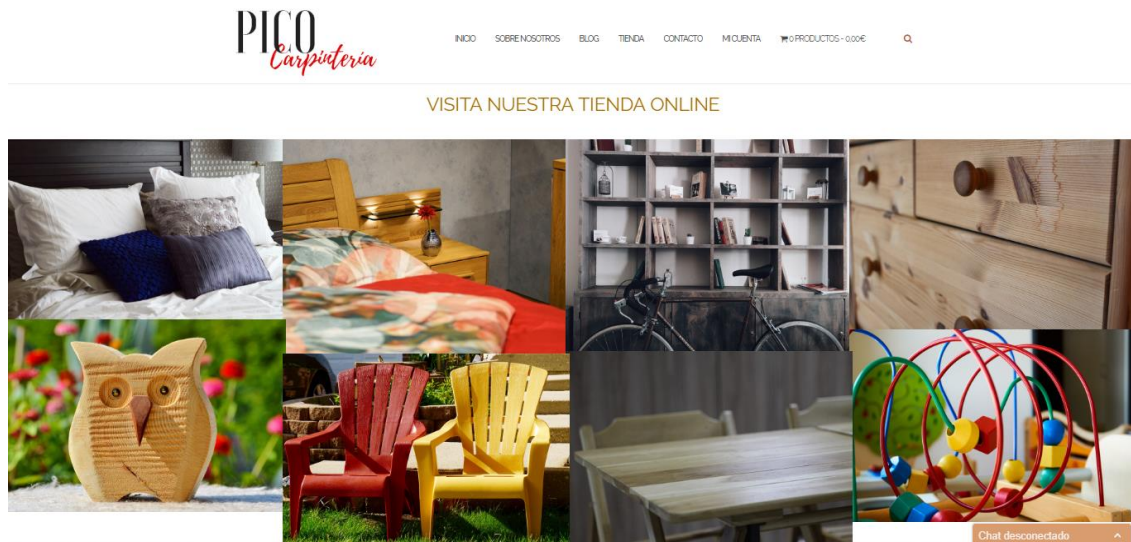 PICO
Carpintería
INICIO SOBRE NOSOTROS BLOG TIENDA CONTACTO MI CUENTA 0 PRODUCTOS - 0,00€
VISITA NUESTRA TIENDA ONLINE
Chat desconectado